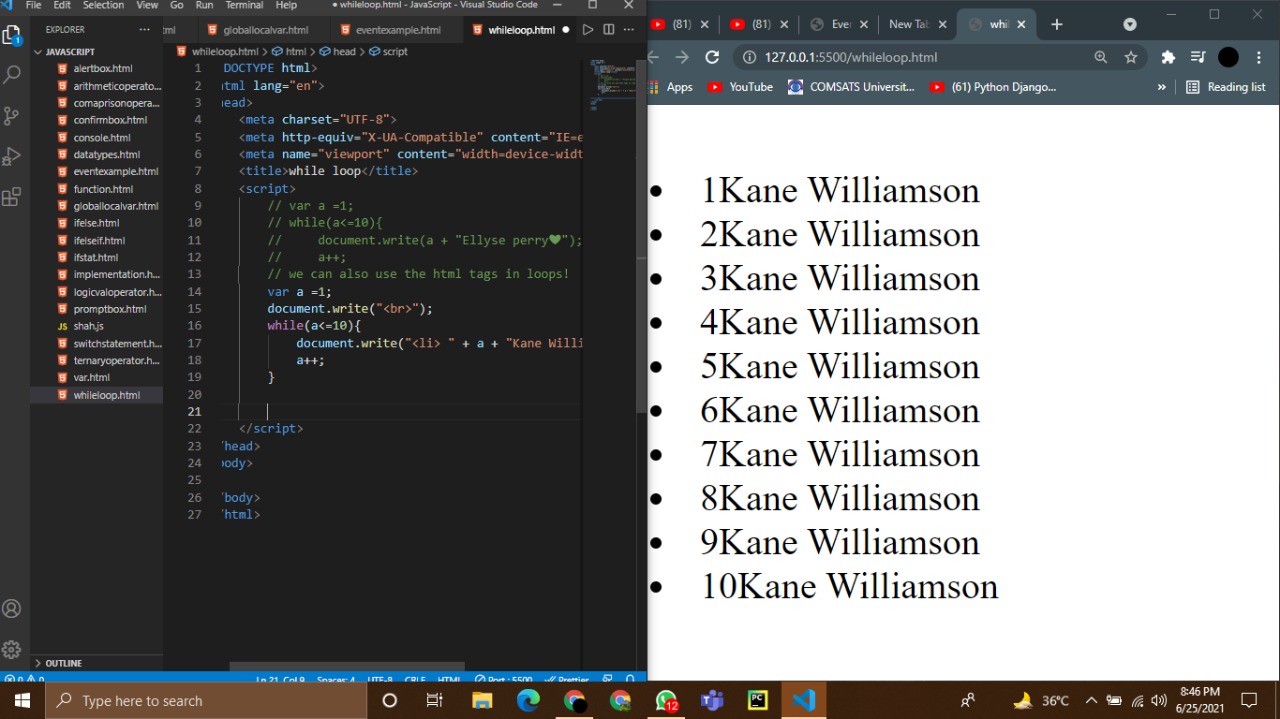 File Edit Selection View Go Run Terminal Help ● whileloop.html - JavaScript - Visual Studio Code
EXPLORER ···
JAVASCRIPT
alertbox.html
arithmeticoperato...
comaprisonopera...
confirmbox.html
console.html
datatypes.html
eventexample.html
function.html
globallocalvar.html
ifelse.html
ifelseif.html
ifstat.html
implementation.h...
logicvaloperator.h...
promptbox.html
JS shah.js
switchstatement.h...
ternaryoperator.h...
var.html
whileloop.html
OUTLINE
tml globallocalvar.html eventexample.html whileloop.html
whileloop.html > html > head > script
1 DOCTYPE html>
2 tml lang="en">
3 ead>
4 <meta charset="UTF-8">
5 <meta http-equiv="X-UA-Compatible" content="IE=e
6 <meta name="viewport" content="width=device-widt
7 <title>while loop</title>
8 <script>
9 // var a =1;
10 // while(a<=10){
11 // document.write(a + "Ellyse perry♥");
12 // a++;
13 // we can also use the html tags in loops!
14 var a =1;
15 document.write("<br>");
16 while(a<=10){
17 document.write("<li> " + a + "Kane Willi
18 a++;
19 }
20
21
22 </script>
23 /head>
24 ody>
25
26 /body>
27 /html>
0 0 Ln 21, Col 9 Spaces: 4 UTF-8 CRLF HTML Port : 5500 Prettier
(81) (81) Eve New Tab whi
127.0.0.1:5500/whileloop.html
Apps YouTube COMSATS Universit... (61) Python Django... » Reading list
1Kane Williamson
2Kane Williamson
3Kane Williamson
4Kane Williamson
5Kane Williamson
6Kane Williamson
7Kane Williamson
8Kane Williamson
9Kane Williamson
10Kane Williamson
Type here to search
12
PC
36°C
8:46 PM
6/25/2021